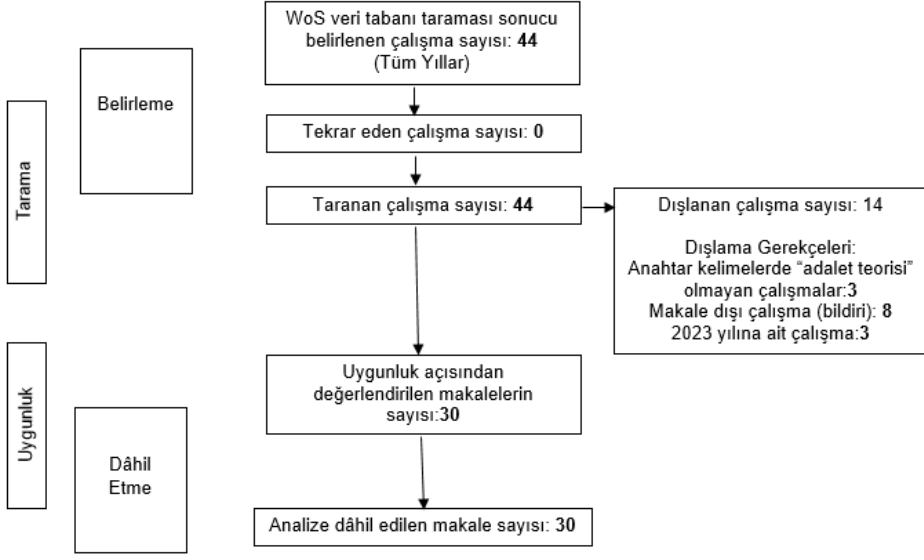 WoS veri tabanı taraması sonucu
belirlenen çalışma sayısı: 44
(Tüm Yıllar)
Belirleme
Tekrar eden çalışma sayısı: 0
Tarama
Taranan çalışma sayısı: 44
Dışlanan çalışma sayısı: 14
Dışlama Gerekçeleri:
Anahtar kelimelerde “adalet teorisi”
olmayan çalışmalar:3
Makale dışı çalışma (bildiri): 8
2023 yılına ait çalışma:3
Uygunluk açısından
değerlendirilen makalelerin
sayısı:30
Uygunluk
Dâhil
Etme
Analize dâhil edilen makale sayısı: 30